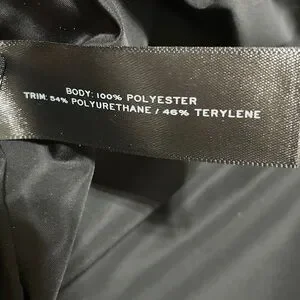 BODY: 100% POLYESTER
TRIM: 54% POLYURETHANE / 46% TERYLENE